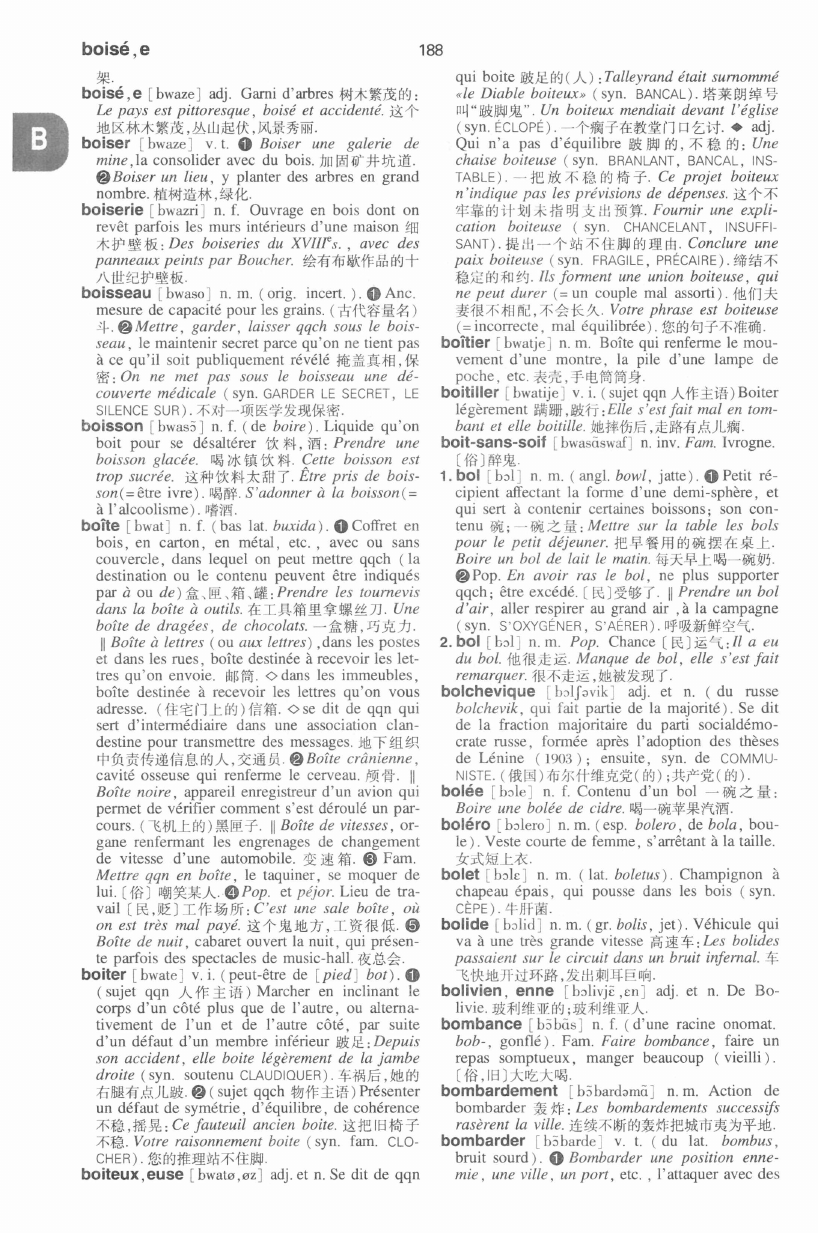 boisé,e
188
B
架.
boisé,e [bwaze] adj. Garni d'arbres 树木繁茂的:
Le pays est pittoresque, boisé et accidenté. 这个
地区林木繁茂,丛山起伏,风景秀丽.
boiser [bwaze] v.t. ❶ Boiser une galerie de
mine,la consolider avec du bois. 加固矿井坑道.
❷Boiser un lieu, y planter des arbres en grand
nombre. 植树造林,绿化.
boiserie [bwazri] n. f. Ouvrage en bois dont on
revêt parfois les murs intérieurs d'une maison 细
木护壁板:Des boiseries du XVIIIᵉs. , avec des
panneaux peints par Boucher. 绘有布歇作品的十
八世纪护壁板.
boisseau [bwaso] n. m. (orig. incert. ). ❶Anc.
mesure de capacité pour les grains. (古代容量名)
斗. ❷Mettre, garder, laisser qqch sous le bois-
seau, le maintenir secret parce qu'on ne tient pas
à ce qu'il soit publiquement révélé 掩盖真相,保
密:On ne met pas sous le boisseau une dé-
couverte médicale (syn. GARDER LE SECRET, LE
SILENCE SUR). 不对一项医学发现保密.
boisson [bwasɔ̃] n. f. (de boire). Liquide qu'on
boit pour se désaltérer 饮料,酒: Prendre une
boisson glacée. 喝冰镇饮料. Cette boisson est
trop sucrée. 这种饮料太甜了. Être pris de bois-
son(=être ivre). 喝醉. S'adonner à la boisson(=
à l'alcoolisme). 嗜酒.
boîte [bwat] n. f. (bas lat. buxida). ❶Coffret en
bois, en carton, en métal, etc. , avec ou sans
couvercle, dans lequel on peut mettre qqch (la
destination ou le contenu peuvent être indiqués
par à ou de)盒、匣、箱、罐:Prendre les tournevis
dans la boîte à outils. 在工具箱里拿螺丝刀. Une
boîte de dragées, de chocolats. 一盒糖,巧克力.
‖Boîte à lettres (ou aux lettres),dans les postes
et dans les rues, boîte destinée à recevoir les let-
tres qu'on envoie. 邮筒. ◇dans les immeubles,
boîte destinée à recevoir les lettres qu'on vous
adresse. (住宅门上的)信箱. ◇se dit de qqn qui
sert d'intermédiaire dans une association clan-
destine pour transmettre des messages. 地下组织
中负责传递信息的人,交通员. ❷Boîte crânienne,
cavité osseuse qui renferme le cerveau. 颅骨. ‖
Boîte noire, appareil enregistreur d'un avion qui
permet de vérifier comment s'est déroulé un par-
cours. (飞机上的)黑匣子. ‖Boîte de vitesses, or-
gane renfermant les engrenages de changement
de vitesse d'une automobile. 变速箱. ❸ Fam.
Mettre qqn en boîte, le taquiner, se moquer de
lui.〔俗〕嘲笑某人. ❹Pop. et péjor. Lieu de tra-
vail〔民,贬〕工作场所:C'est une sale boîte, où
on est très mal payé. 这个鬼地方,工资很低. ❺
Boîte de nuit, cabaret ouvert la nuit, qui présen-
te parfois des spectacles de music-hall. 夜总会.
boiter [bwate] v. i. (peut-être de [pied] bot). ❶
(sujet qqn 人作主语) Marcher en inclinant le
corps d'un côté plus que de l'autre, ou alterna-
tivement de l'un et de l'autre côté, par suite
d'un défaut d'un membre inférieur 跛足:Depuis
son accident, elle boite légèrement de la jambe
droite (syn. soutenu CLAUDIQUER). 车祸后,她的
右腿有点儿跛. ❷(sujet qqch 物作主语)Présenter
un défaut de symétrie, d'équilibre, de cohérence
不稳,摇晃:Ce fauteuil ancien boite. 这把旧椅子
不稳. Votre raisonnement boite (syn. fam. CLO-
CHER). 您的推理站不住脚.
boiteux,euse [bwatø,øz] adj. et n. Se dit de qqn
qui boite 跛足的(人):Talleyrand était surnommé
«le Diable boiteux» (syn. BANCAL). 塔莱朗绰号
叫“跛脚鬼”. Un boiteux mendiait devant l'église
(syn. ÉCLOPÉ). 一个瘸子在教堂门口乞讨. ◆ adj.
Qui n'a pas d'équilibre 跛脚的,不稳的: Une
chaise boiteuse (syn. BRANLANT, BANCAL, INS-
TABLE). 一把放不稳的椅子. Ce projet boiteux
n'indique pas les prévisions de dépenses. 这个不
牢靠的计划未指明支出预算. Fournir une expli-
cation boiteuse ( syn. CHANCELANT, INSUFFI-
SANT). 提出一个站不住脚的理由. Conclure une
paix boiteuse (syn. FRAGILE, PRÉCAIRE). 缔结不
稳定的和约. Ils forment une union boiteuse, qui
ne peut durer (=un couple mal assorti). 他们夫
妻很不相配,不会长久. Votre phrase est boiteuse
(=incorrecte, mal équilibrée). 您的句子不准确.
boîtier [bwatje] n. m. Boîte qui renferme le mou-
vement d'une montre, la pile d'une lampe de
poche, etc. 表壳,手电筒筒身.
boitiller [bwatije] v. i. (sujet qqn 人作主语)Boiter
légèrement 蹒跚,跛行:Elle s'est fait mal en tom-
bant et elle boitille. 她摔伤后,走路有点儿瘸.
boit-sans-soif [bwasɑ̃swaf] n. inv. Fam. Ivrogne.
〔俗〕醉鬼.
1. bol [bɔl] n. m. (angl. bowl, jatte). ❶Petit ré-
cipient affectant la forme d'une demi-sphère, et
qui sert à contenir certaines boissons; son con-
tenu 碗;一碗之量:Mettre sur la table les bols
pour le petit déjeuner. 把早餐用的碗摆在桌上.
Boire un bol de lait le matin. 每天早上喝一碗奶.
❷Pop. En avoir ras le bol, ne plus supporter
qqch; être excédé.〔民〕受够了. ‖Prendre un bol
d'air, aller respirer au grand air ,à la campagne
(syn. S'OXYGÉNER, S'AÉRER). 呼吸新鲜空气.
2. bol [bɔl] n. m. Pop. Chance〔民〕运气:Il a eu
du bol. 他很走运. Manque de bol, elle s'est fait
remarquer. 很不走运,她被发现了.
bolchevique [bɔlʃəvik] adj. et n. ( du russe
bolchevik, qui fait partie de la majorité). Se dit
de la fraction majoritaire du parti socialdémo-
crate russe, formée après l'adoption des thèses
de Lénine (1903); ensuite, syn. de COMMU-
NISTE. (俄国)布尔什维克党(的);共产党(的).
bolée [bɔle] n. f. Contenu d'un bol 一碗之量:
Boire une bolée de cidre. 喝一碗苹果汽酒.
boléro [bɔlero] n. m. (esp. bolero, de bola, bou-
le). Veste courte de femme, s'arrêtant à la taille.
女式短上衣.
bolet [bɔlɛ] n. m. (lat. boletus). Champignon à
chapeau épais, qui pousse dans les bois (syn.
CÈPE). 牛肝菌.
bolide [bɔlid] n. m. (gr. bolis, jet). Véhicule qui
va à une très grande vitesse 高速车:Les bolides
passaient sur le circuit dans un bruit infernal. 车
飞快地开过环路,发出刺耳巨响.
bolivien, enne [bɔlivjɛ̃,ɛn] adj. et n. De Bo-
livie. 玻利维亚的;玻利维亚人.
bombance [bɔ̃bɑ̃s] n. f. (d'une racine onomat.
bob-, gonflé). Fam. Faire bombance, faire un
repas somptueux, manger beaucoup (vieilli).
〔俗,旧〕大吃大喝.
bombardement [bɔ̃bardəmɑ̃] n. m. Action de
bombarder 轰炸:Les bombardements successifs
rasèrent la ville. 连续不断的轰炸把城市夷为平地.
bombarder [bɔ̃barde] v. t. ( du lat. bombus,
bruit sourd). ❶ Bombarder une position enne-
mie, une ville, un port, etc. , l'attaquer avec des